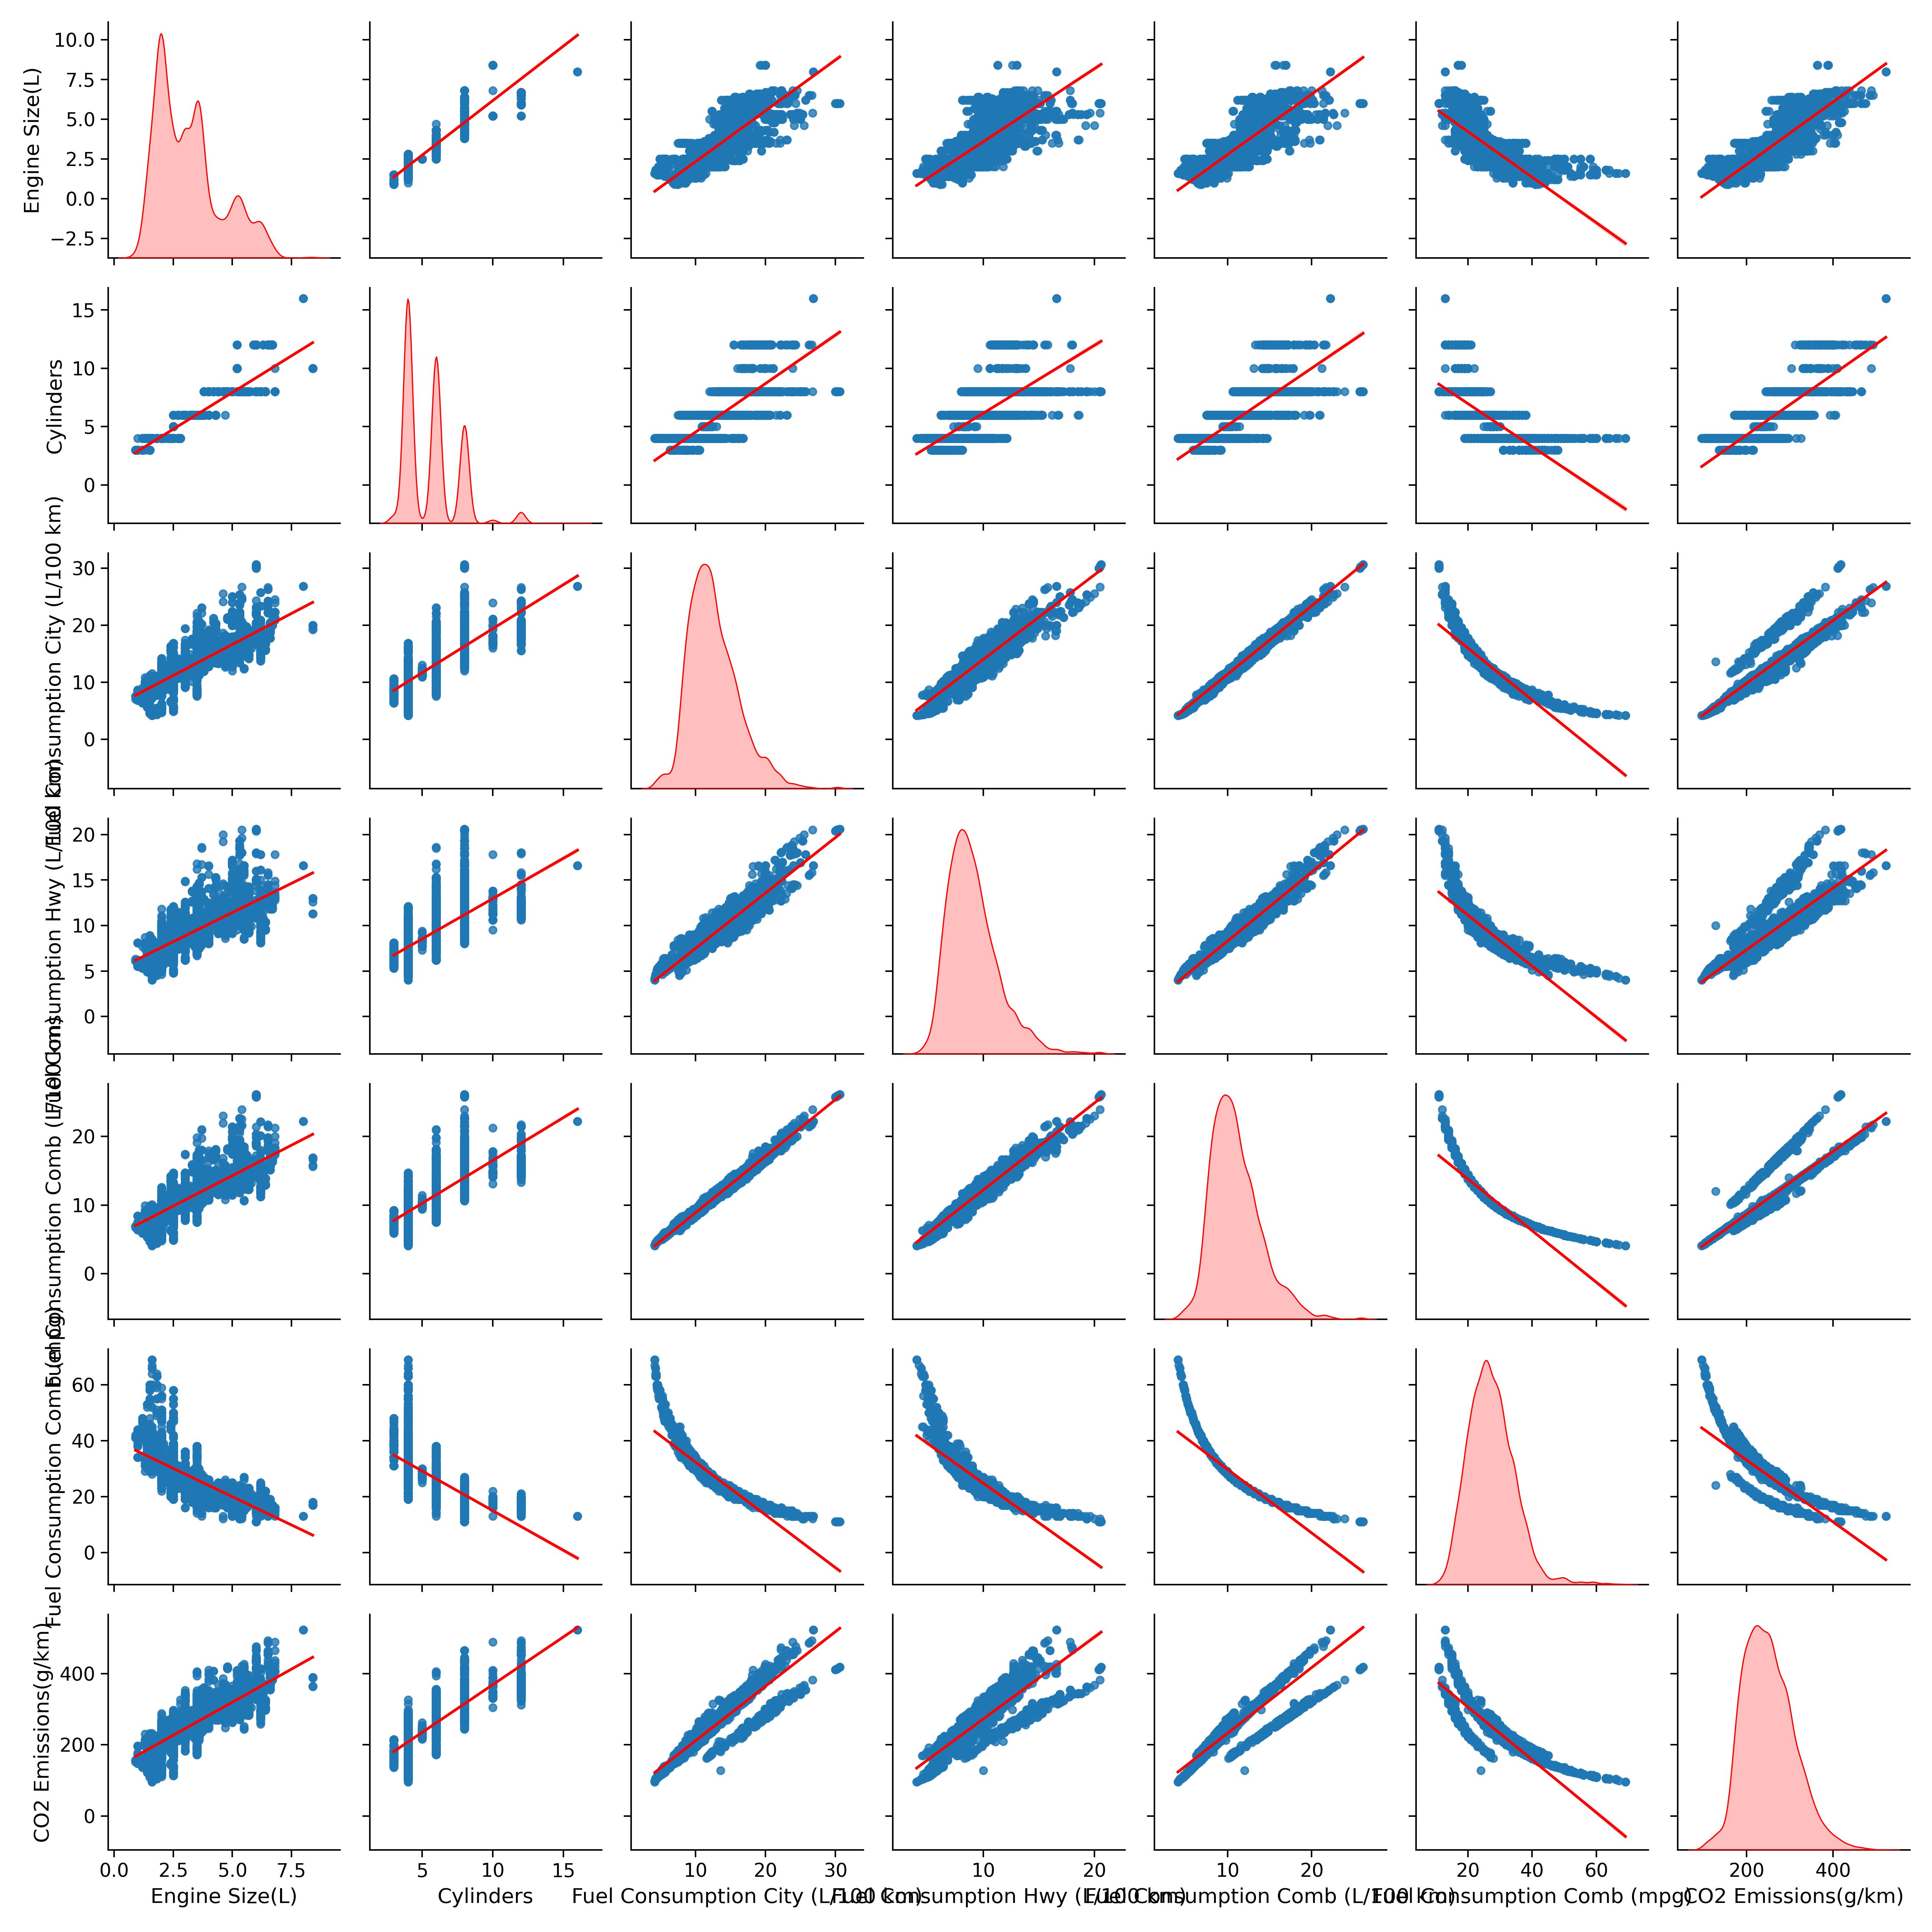 10.0
7.5
5.0
2.5
0.0
−2.5
Engine Size(L)
15
10
5
0
Cylinders
30
20
10
0
Fuel Consumption City (L/100 km)
20
15
10
5
0
Fuel Consumption Hwy (L/100 km)
20
10
0
Fuel Consumption Comb (L/100 km)
60
40
20
0
Fuel Consumption Comb (mpg)
400
200
0
CO2 Emissions(g/km)
0.0 2.5 5.0 7.5
Engine Size(L)
5 10 15
Cylinders
10 20 30
Fuel Consumption City (L/100 km)
10 20
Fuel Consumption Hwy (L/100 km)
10 20
Fuel Consumption Comb (L/100 km)
20 40 60
Fuel Consumption Comb (mpg)
200 400
CO2 Emissions(g/km)